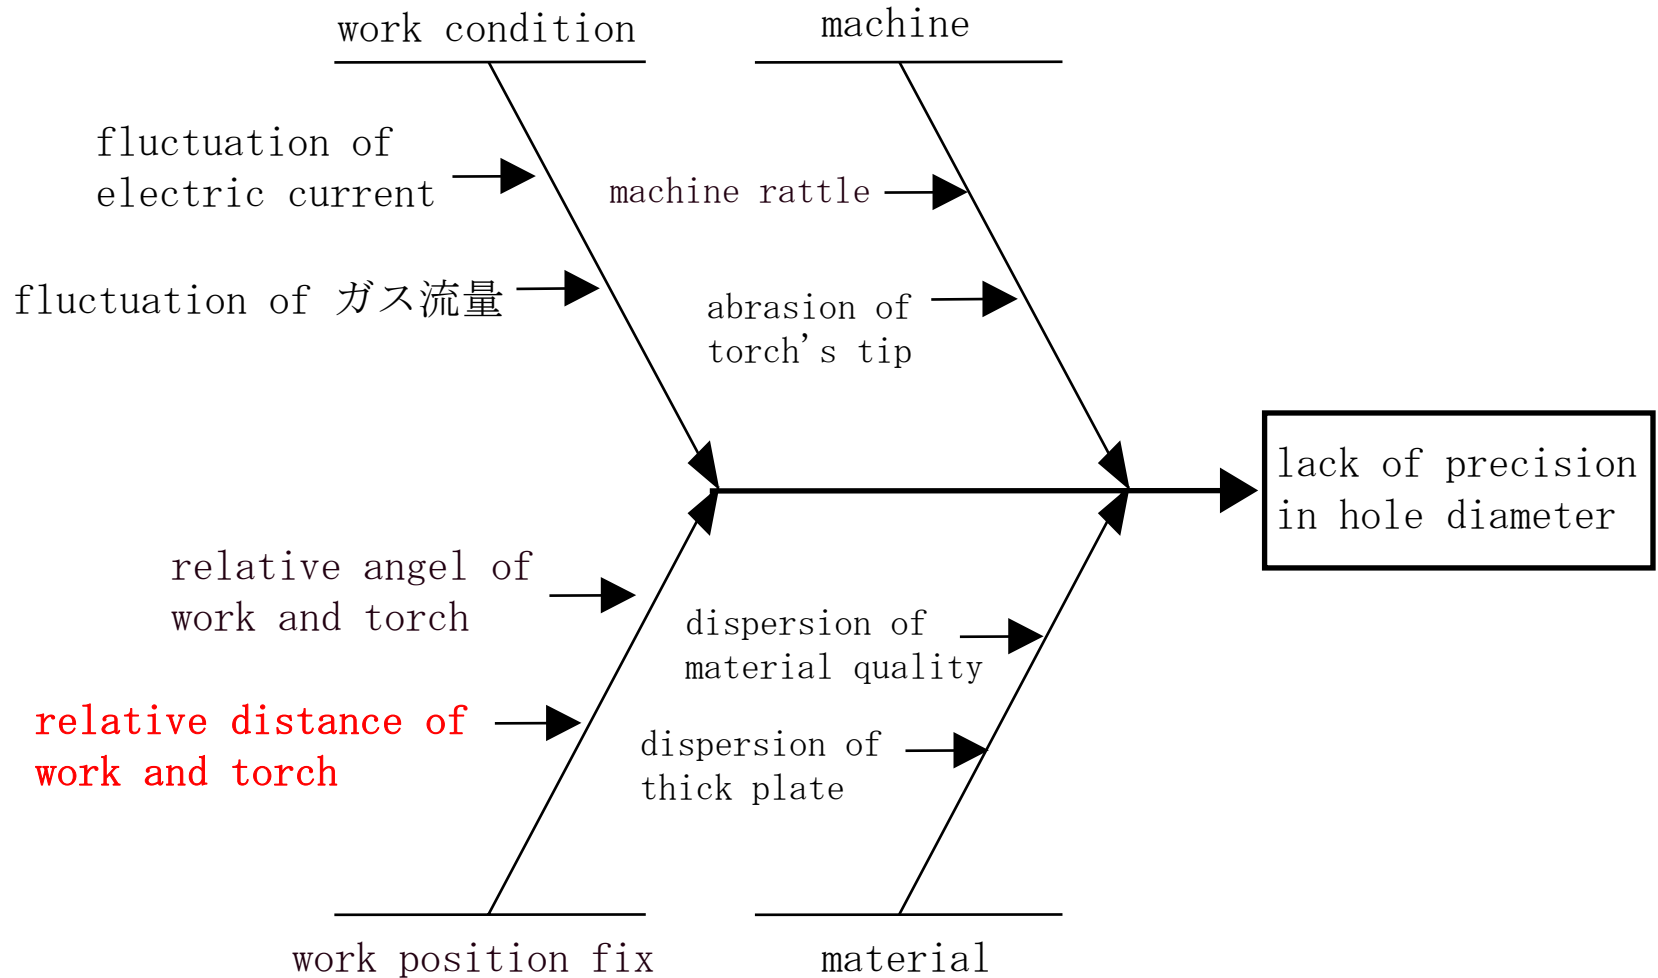 work condition
machine
fluctuation of
electric current
machine rattle
fluctuation of ガス流量
abrasion of
torch's tip
lack of precision
in hole diameter
relative angel of
work and torch
dispersion of
material quality
relative distance of
work and torch
dispersion of
thick plate
work position fix
material